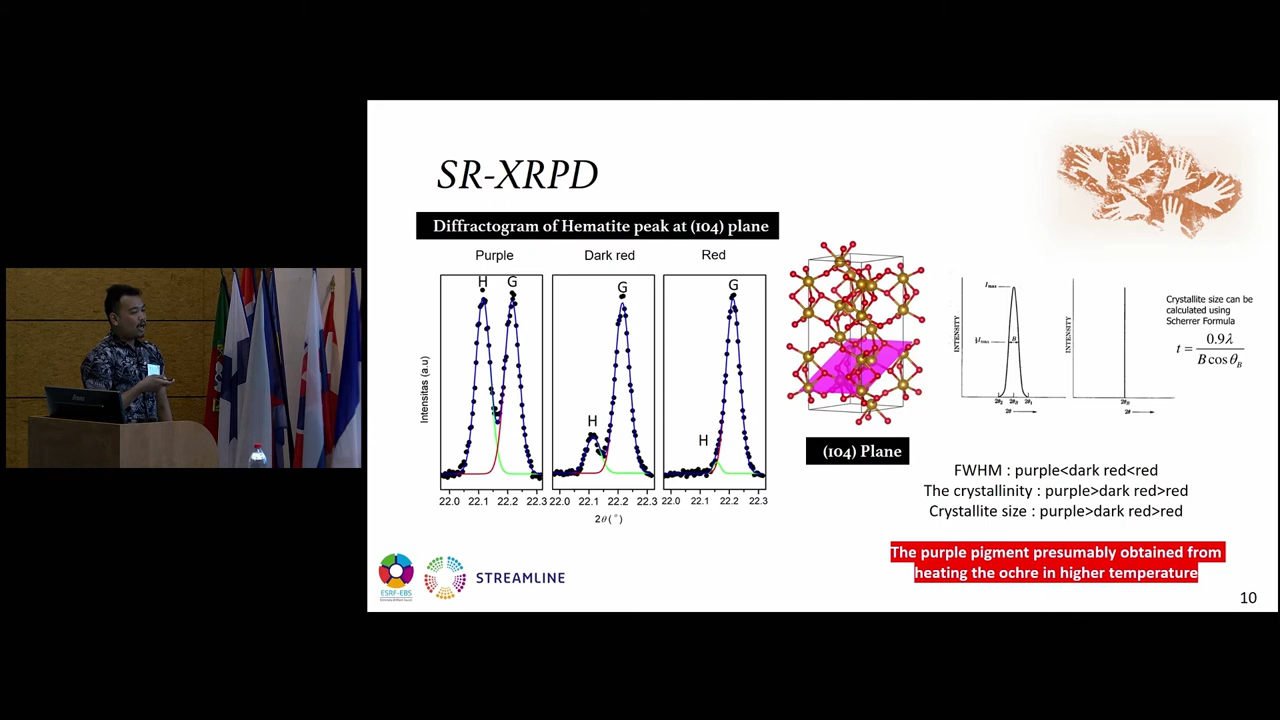 SR-XRPD
Diffractogram of Hematite peak at (104) plane
Purple
Dark red
Red
H
G
G
G
H
H
Intensitas (a.u)
22.0 22.1 22.2 22.3
22.0 22.1 22.2 22.3
22.0 22.1 22.2 22.3
2θ(°)
(104) Plane
INTENSITY
2θ
INTENSITY
2θ
Crystallite size can be
calculated using
Scherrer Formula
t = 0.9λ / B cos θB
FWHM : purple<dark red<red
The crystallinity : purple>dark red>red
Crystallite size : purple>dark red>red
The purple pigment presumably obtained from
heating the ochre in higher temperature
ESRF-EBS
STREAMLINE
10